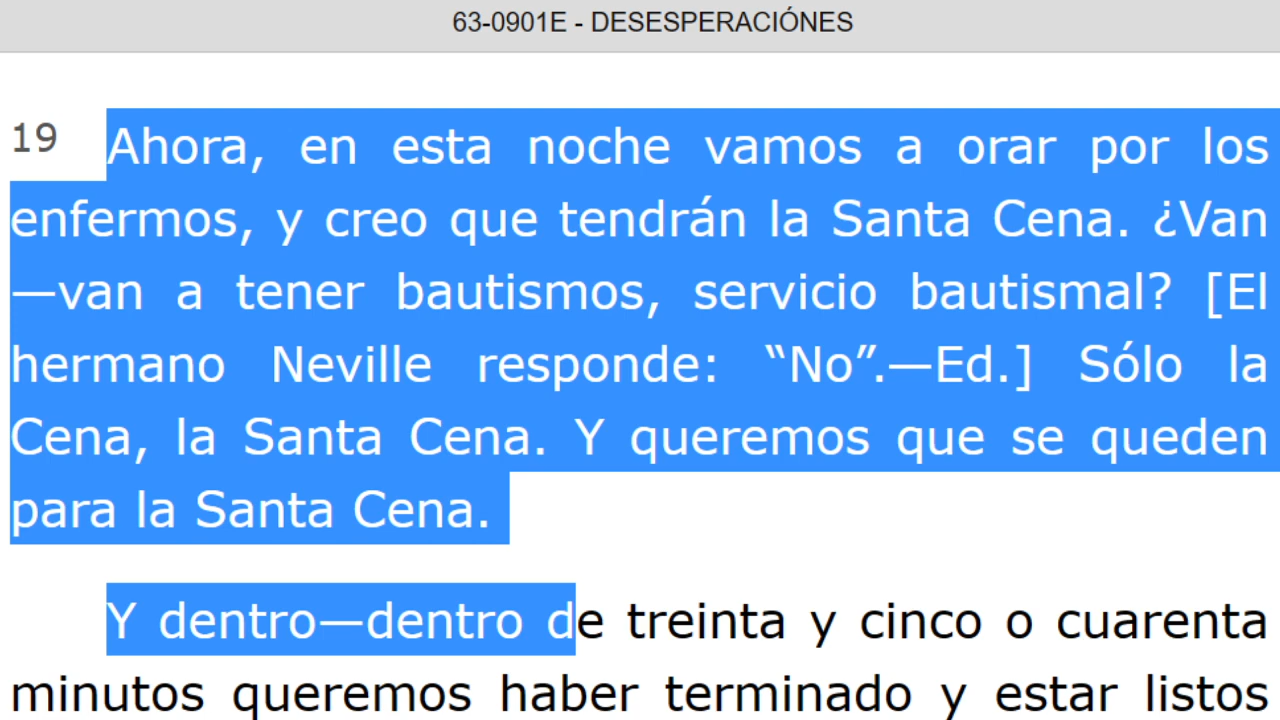 63-0901E - DESESPERACIÓNES
19 Ahora, en esta noche vamos a orar por los
enfermos, y creo que tendrán la Santa Cena. ¿Van
—van a tener bautismos, servicio bautismal? [El
hermano Neville responde: “No”.—Ed.] Sólo la
Cena, la Santa Cena. Y queremos que se queden
para la Santa Cena.
Y dentro—dentro de treinta y cinco o cuarenta
minutos queremos haber terminado y estar listos